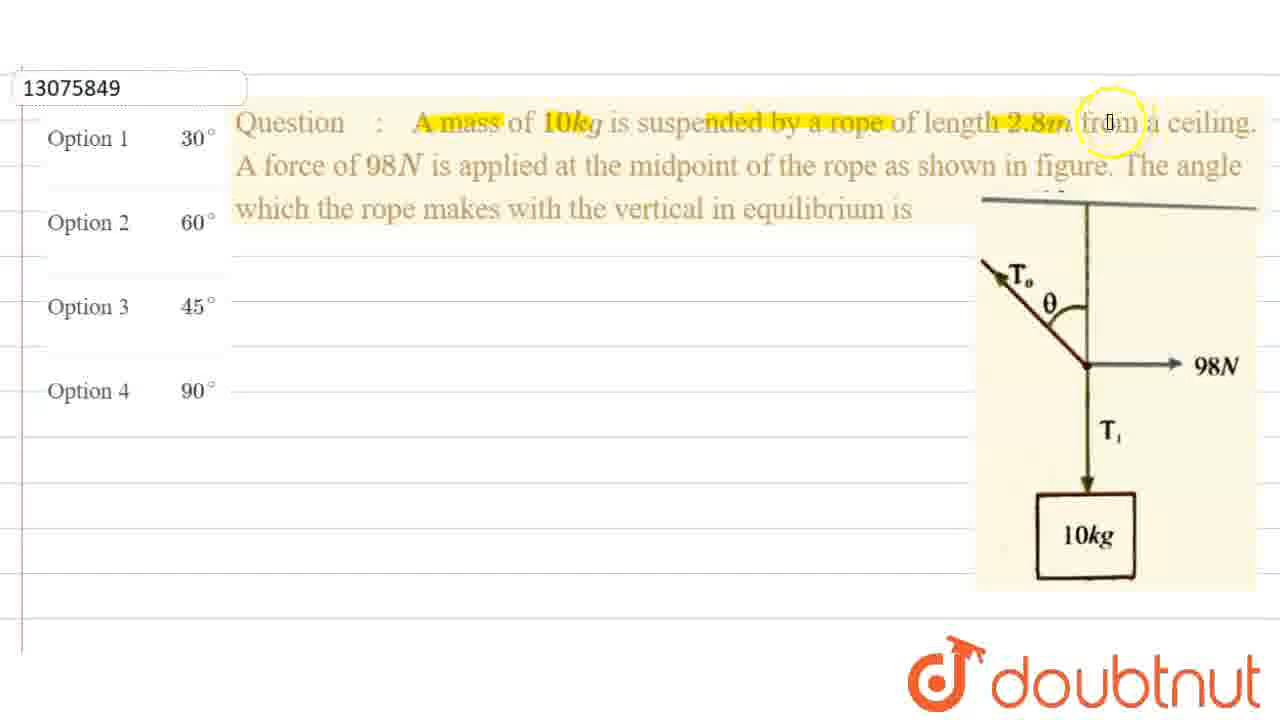 13075849
Question : A mass of 10kg is suspended by a rope of length 2.8m from a ceiling.
A force of 98N is applied at the midpoint of the rope as shown in figure. The angle
which the rope makes with the vertical in equilibrium is
Option 1 30°
Option 2 60°
Option 3 45°
Option 4 90°
T₀
θ
98N
T₁
10kg
doubtnut